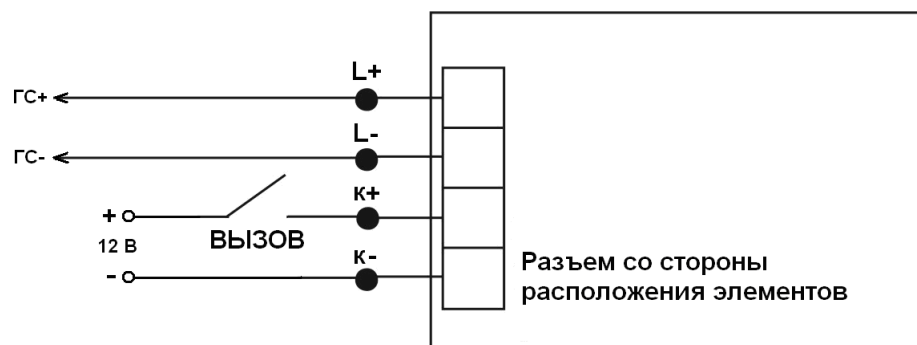 L+
ГС+
L-
ГС-
К+
+
12 В
ВЫЗОВ
К-
-
Разъем со стороны
расположения элементов